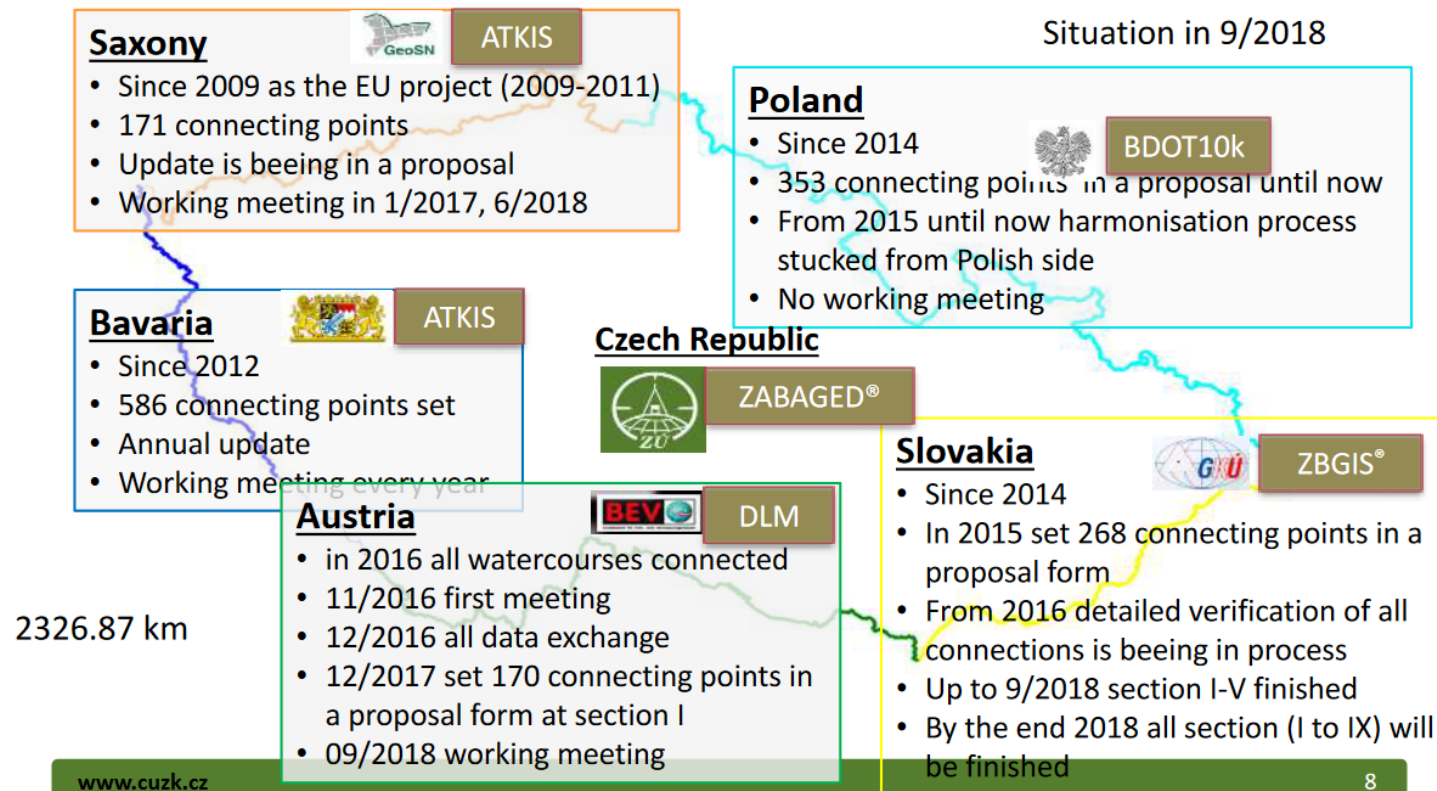 Situation in 9/2018
Saxony
GeoSN
ATKIS
• Since 2009 as the EU project (2009-2011)
• 171 connecting points
• Update is beeing in a proposal
• Working meeting in 1/2017, 6/2018
Poland
BDOT10k
• Since 2014
• 353 connecting points in a proposal until now
• From 2015 until now harmonisation process
stucked from Polish side
• No working meeting
Bavaria
ATKIS
• Since 2012
• 586 connecting points set
• Annual update
• Working meeting every year
Czech Republic
ZÚ
ZABAGED®
Slovakia
GKÚ
ZBGIS®
• Since 2014
• In 2015 set 268 connecting points in a
proposal form
• From 2016 detailed verification of all
connections is beeing in process
• Up to 9/2018 section I-V finished
• By the end 2018 all section (I to IX) will
be finished
Austria
BEV
DLM
• in 2016 all watercourses connected
• 11/2016 first meeting
• 12/2016 all data exchange
• 12/2017 set 170 connecting points in
a proposal form at section I
• 09/2018 working meeting
2326.87 km
www.cuzk.cz
8